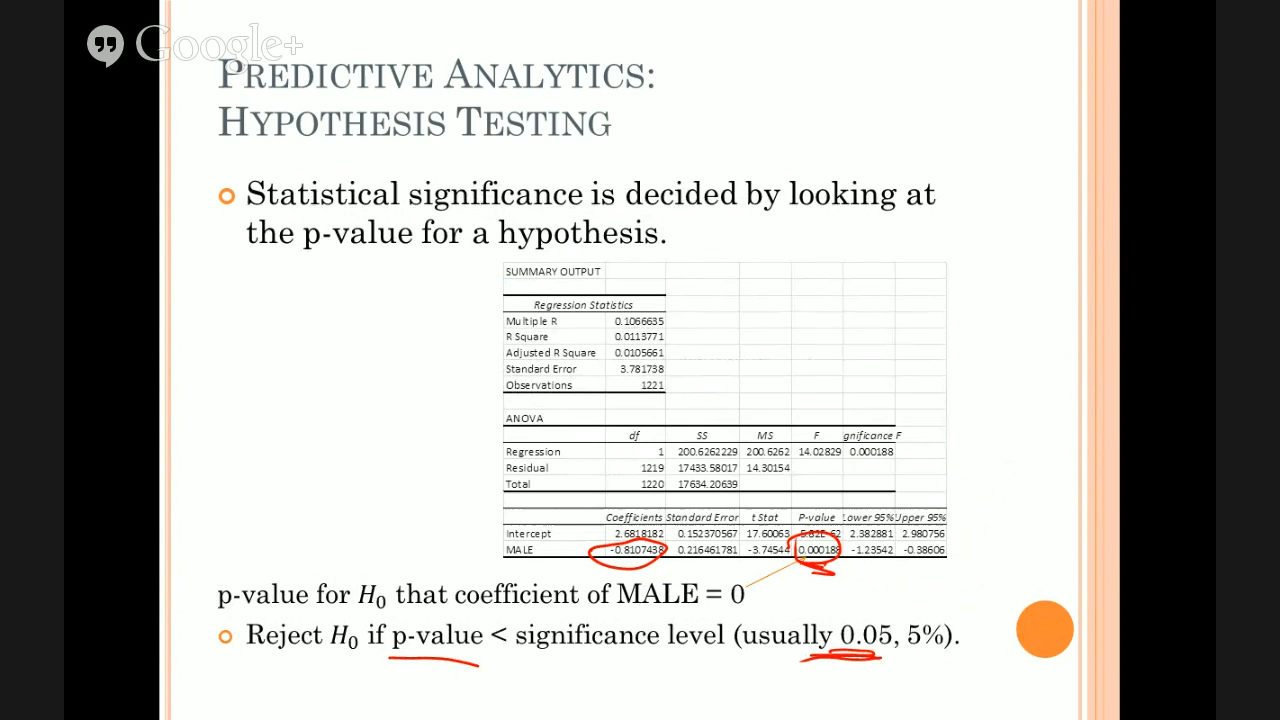 Google+
PREDICTIVE ANALYTICS:
HYPOTHESIS TESTING
Statistical significance is decided by looking at
the p-value for a hypothesis.
SUMMARY OUTPUT
Regression Statistics
Multiple R 0.1066635
R Square 0.0113771
Adjusted R Square 0.0105661
Standard Error 3.781738
Observations 1221
ANOVA
df SS MS F gnificance F
Regression 1 200.6262229 200.6262 14.02829 0.000188
Residual 1219 17433.58017 14.30154
Total 1220 17634.20639
Coefficients Standard Error t Stat P-value Lower 95% Upper 95%
Intercept 2.6818182 0.152370567 17.60063 2.382881 2.980756
MALE -0.8107438 0.216461781 -3.74544 0.000188 -1.23542 -0.38606
p-value for H₀ that coefficient of MALE = 0
Reject H₀ if p-value < significance level (usually 0.05, 5%).